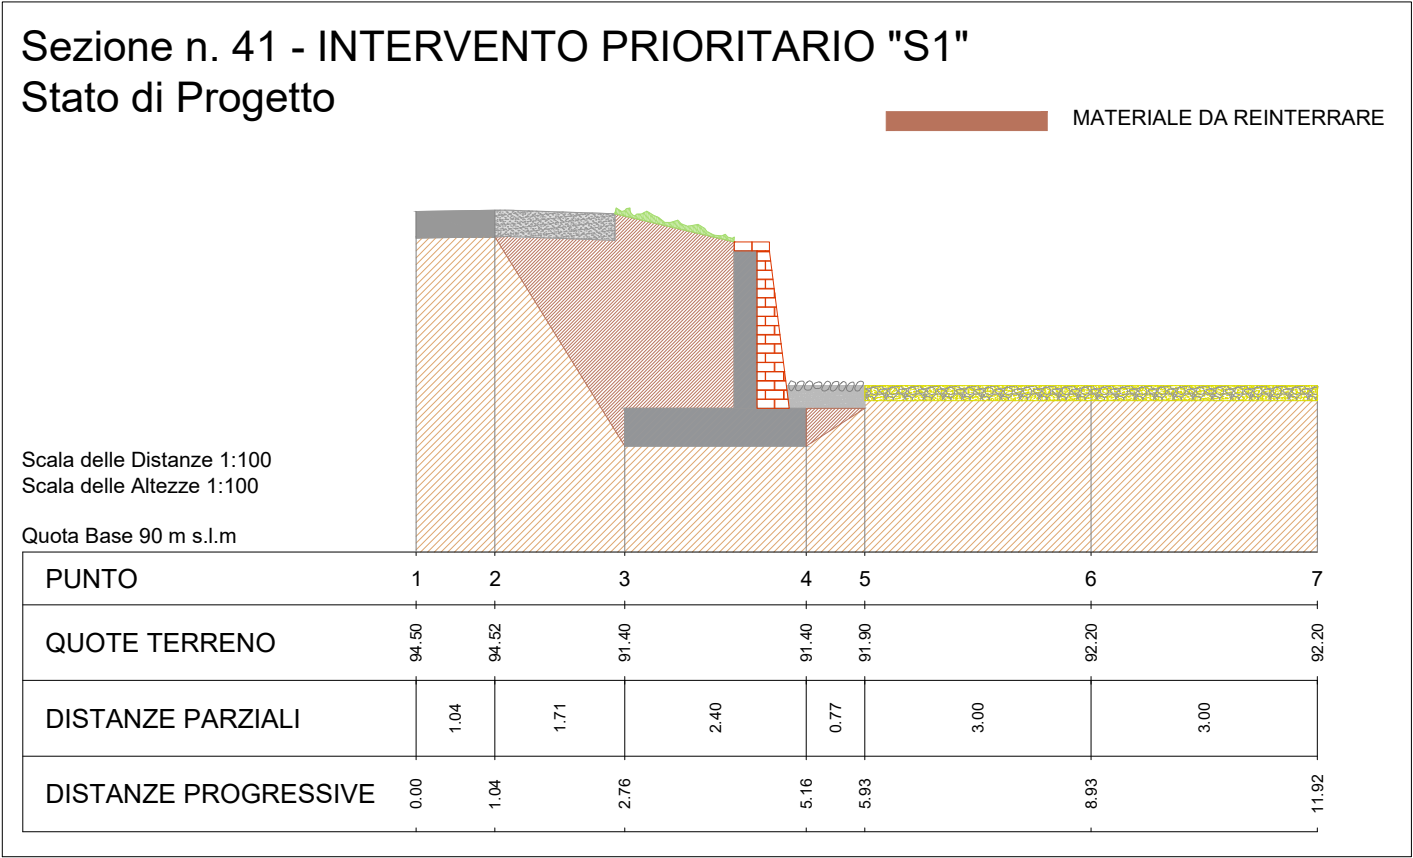 Sezione n. 41 - INTERVENTO PRIORITARIO "S1"
Stato di Progetto
MATERIALE DA REINTERRARE
Scala delle Distanze 1:100
Scala delle Altezze 1:100
Quota Base 90 m s.l.m
PUNTO 1 2 3 4 5 6 7
QUOTE TERRENO 94.50 94.52 91.40 91.40 91.90 92.20 92.20
DISTANZE PARZIALI 1.04 1.71 2.40 0.77 3.00 3.00
DISTANZE PROGRESSIVE 0.00 1.04 2.76 5.16 5.93 8.93 11.92